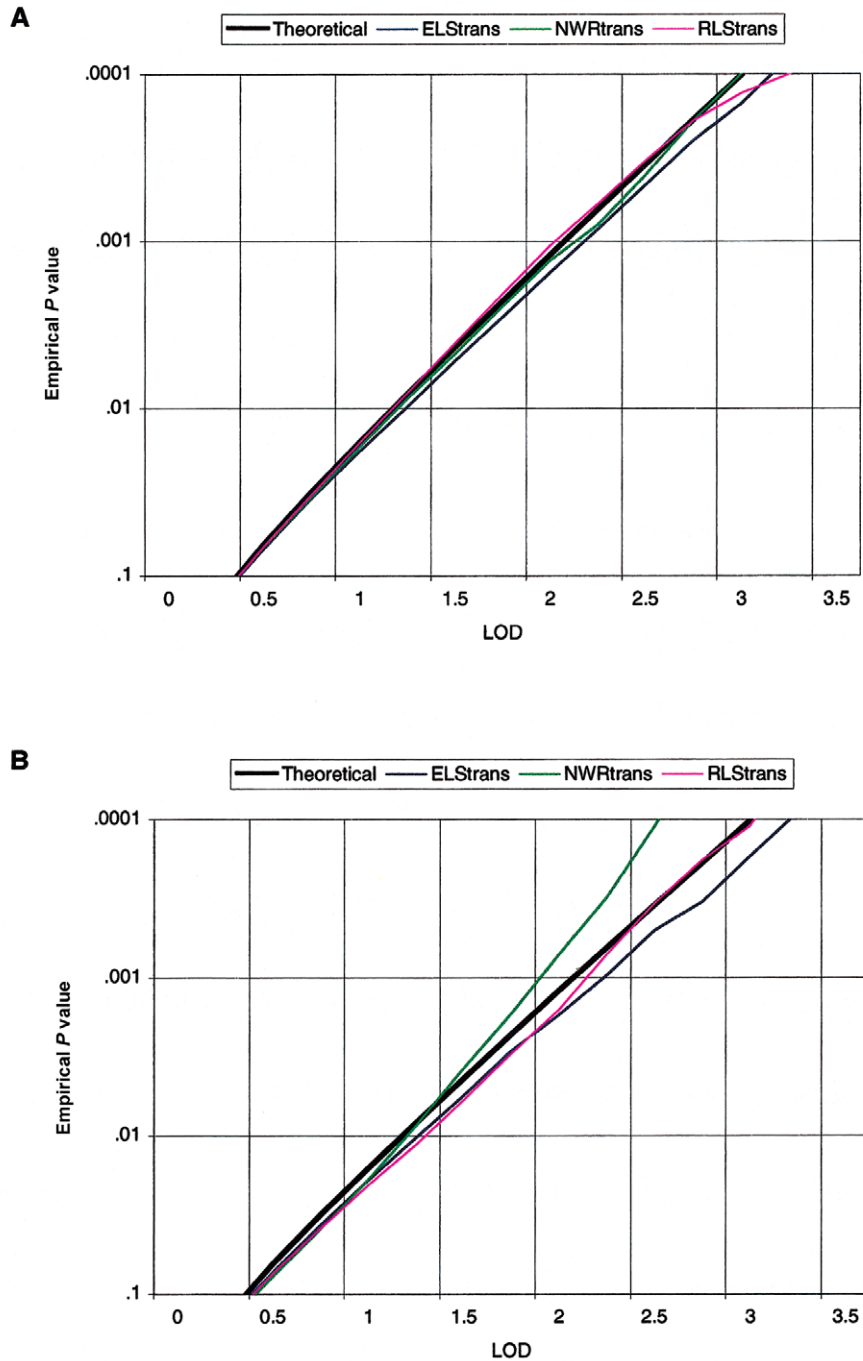 A
Theoretical ELStrans NWRtrans RLStrans
.0001
.001
.01
.1
Empirical P value
0 0.5 1 1.5 2 2.5 3 3.5
LOD
B
Theoretical ELStrans NWRtrans RLStrans
.0001
.001
.01
.1
Empirical P value
0 0.5 1 1.5 2 2.5 3 3.5
LOD